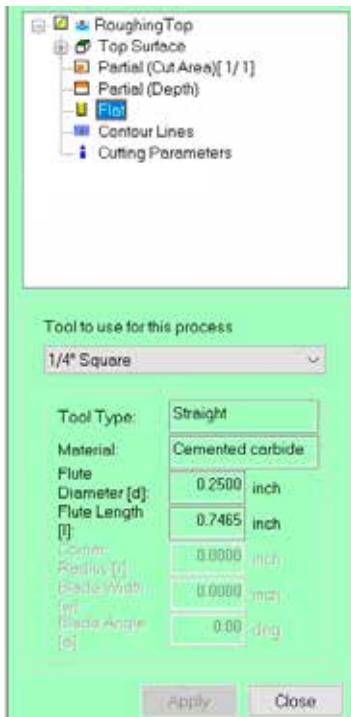 RoughingTop
Top Surface
Partial (Cut Area)[1/1]
Partial (Depth)
Flat
Contour Lines
Cutting Parameters
Tool to use for this process
1/4" Square
Tool Type: Straight
Material: Cemented carbide
Flute
Diameter [d]: 0.2500 inch
Flute Length
[l]: 0.7465 inch
Corner
Radius [r] 0.0000 inch
Blade Width
0.0000 inch
Blade Angle
0.00 deg
Apply Close